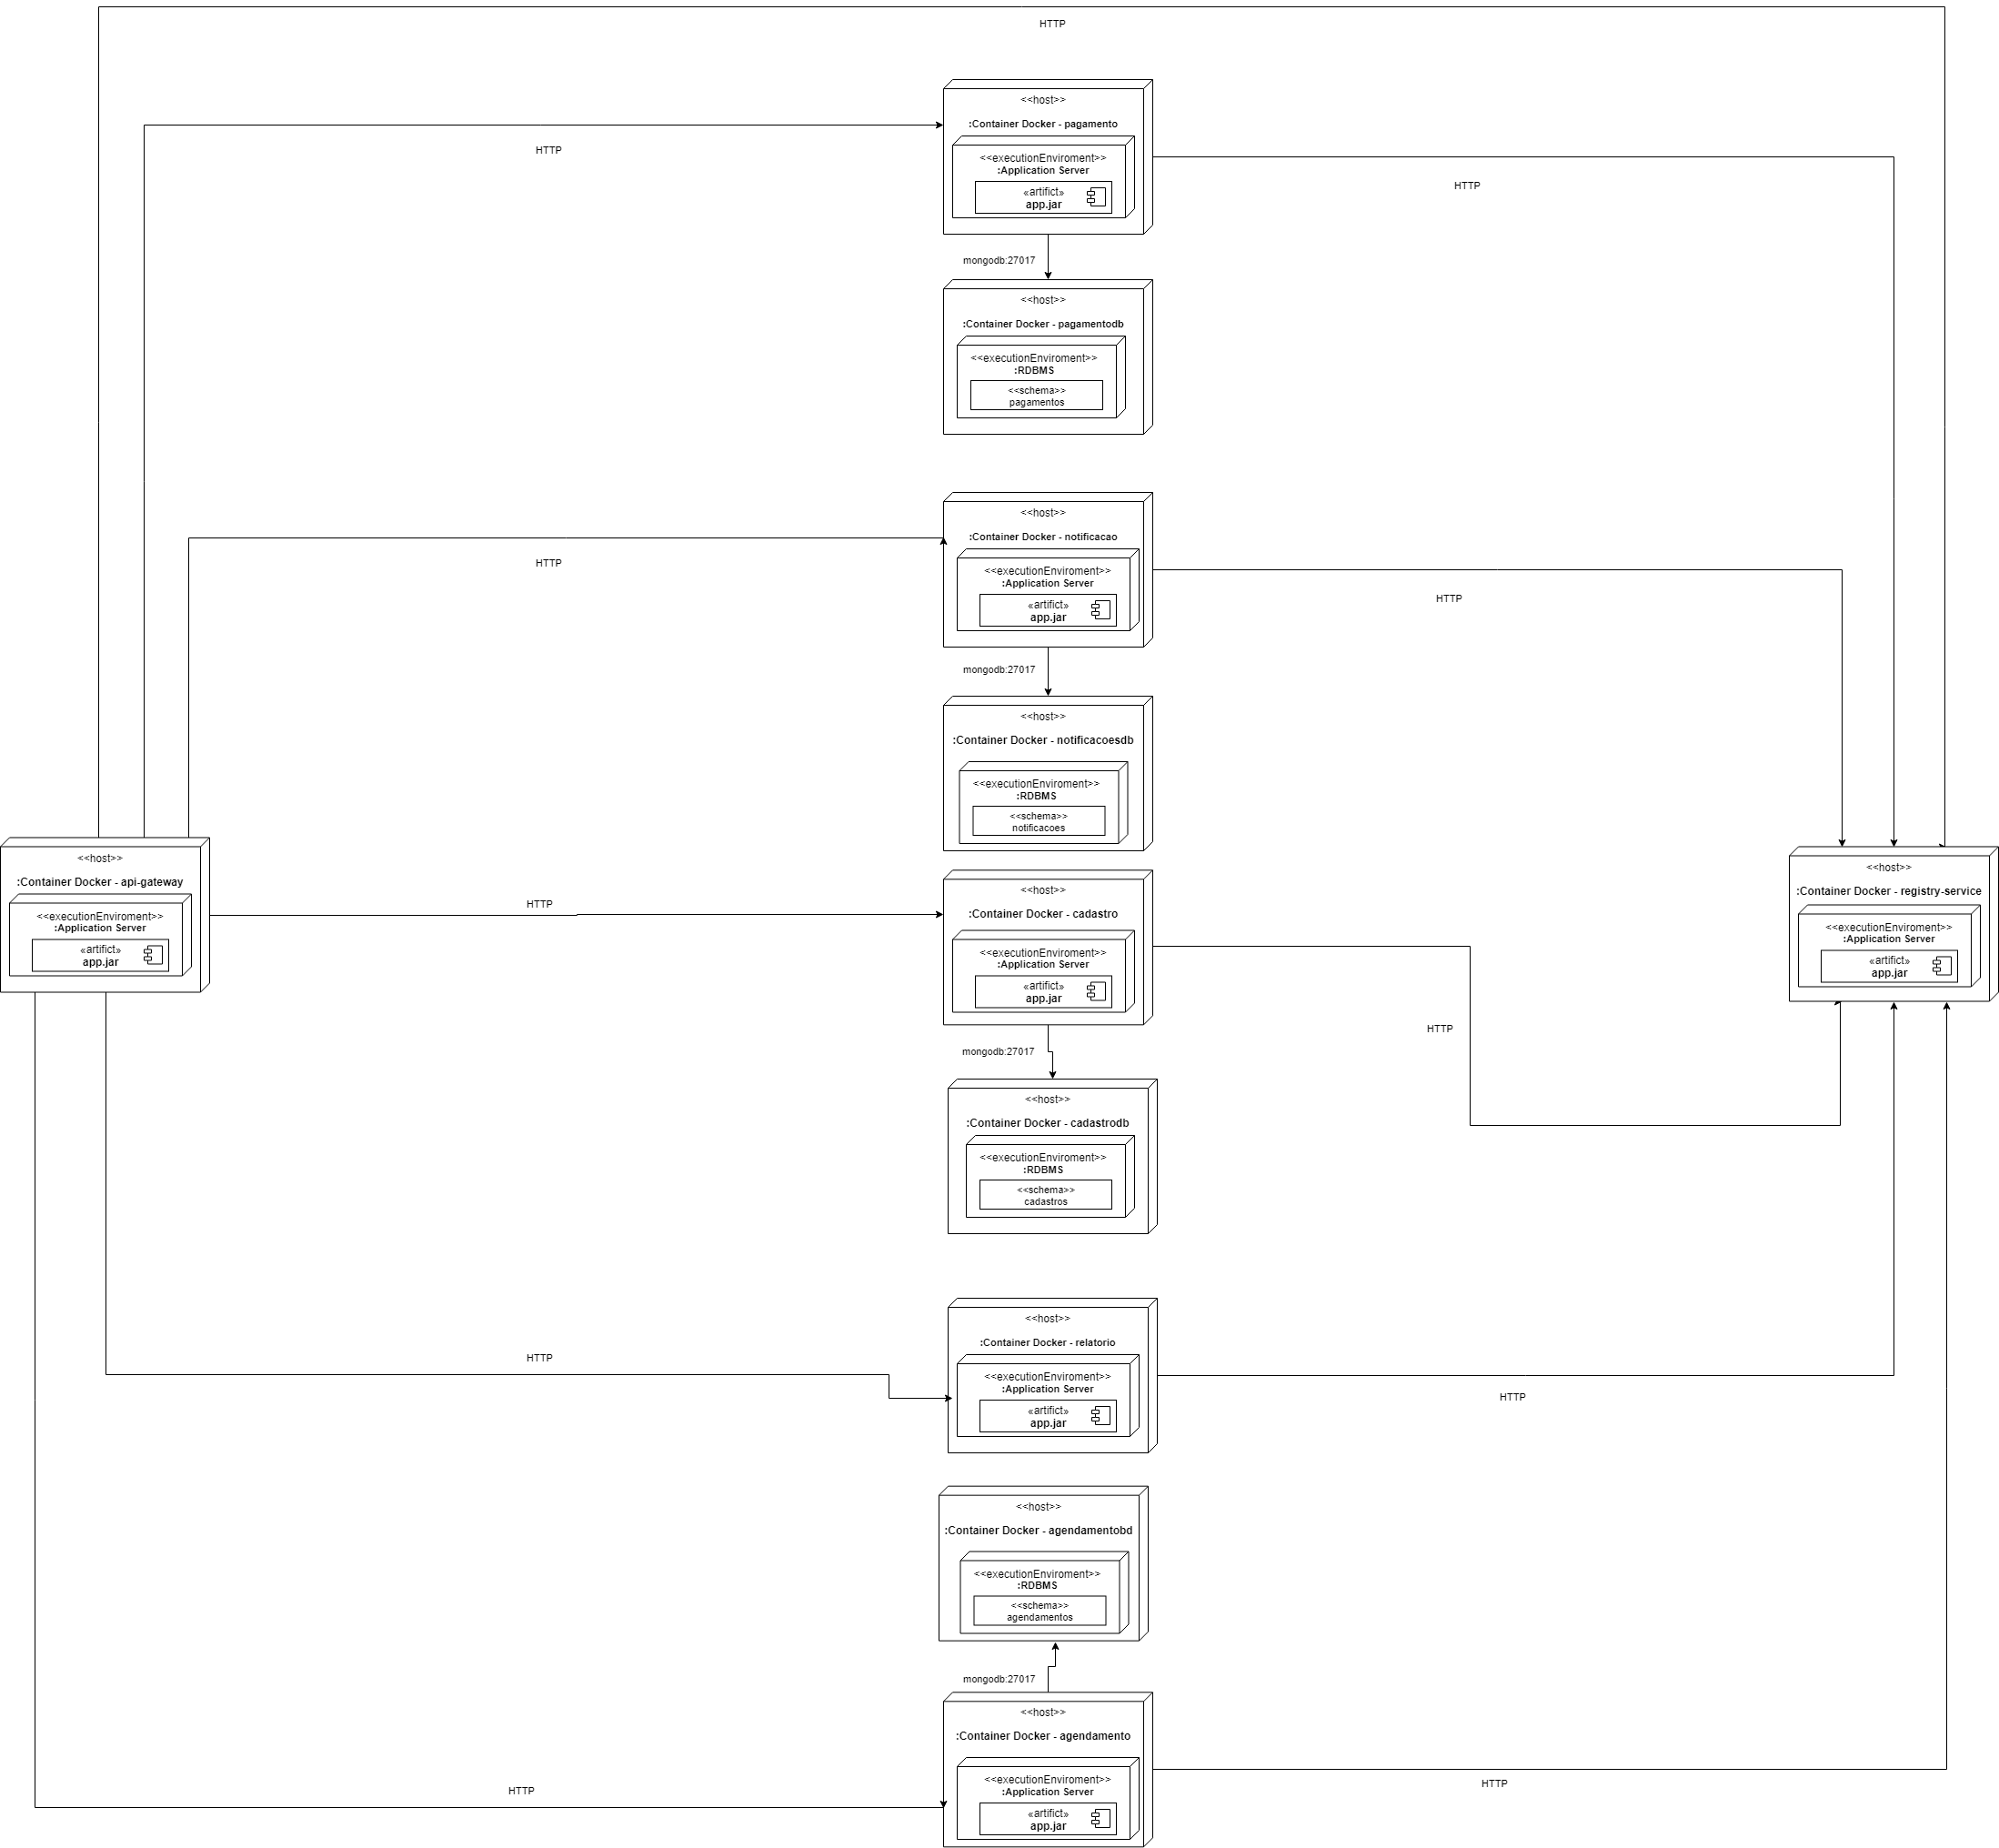 HTTP
<<host>>
:Container Docker - pagamento
<<executionEnviroment>>
:Application Server
«artifict»
app.jar
HTTP
HTTP
mongodb:27017
<<host>>
:Container Docker - pagamentodb
<<executionEnviroment>>
:RDBMS
<<schema>>
pagamentos
<<host>>
:Container Docker - notificacao
<<executionEnviroment>>
:Application Server
«artifict»
app.jar
HTTP
HTTP
mongodb:27017
<<host>>
:Container Docker - notificacoesdb
<<executionEnviroment>>
:RDBMS
<<schema>>
notificacoes
<<host>>
:Container Docker - api-gateway
<<executionEnviroment>>
:Application Server
«artifict»
app.jar
HTTP
<<host>>
:Container Docker - cadastro
<<executionEnviroment>>
:Application Server
«artifict»
app.jar
<<host>>
:Container Docker - registry-service
<<executionEnviroment>>
:Application Server
«artifict»
app.jar
HTTP
mongodb:27017
<<host>>
:Container Docker - cadastrodb
<<executionEnviroment>>
:RDBMS
<<schema>>
cadastros
<<host>>
:Container Docker - relatorio
<<executionEnviroment>>
:Application Server
«artifict»
app.jar
HTTP
HTTP
<<host>>
:Container Docker - agendamentobd
<<executionEnviroment>>
:RDBMS
<<schema>>
agendamentos
mongodb:27017
<<host>>
:Container Docker - agendamento
<<executionEnviroment>>
:Application Server
«artifict»
app.jar
HTTP
HTTP